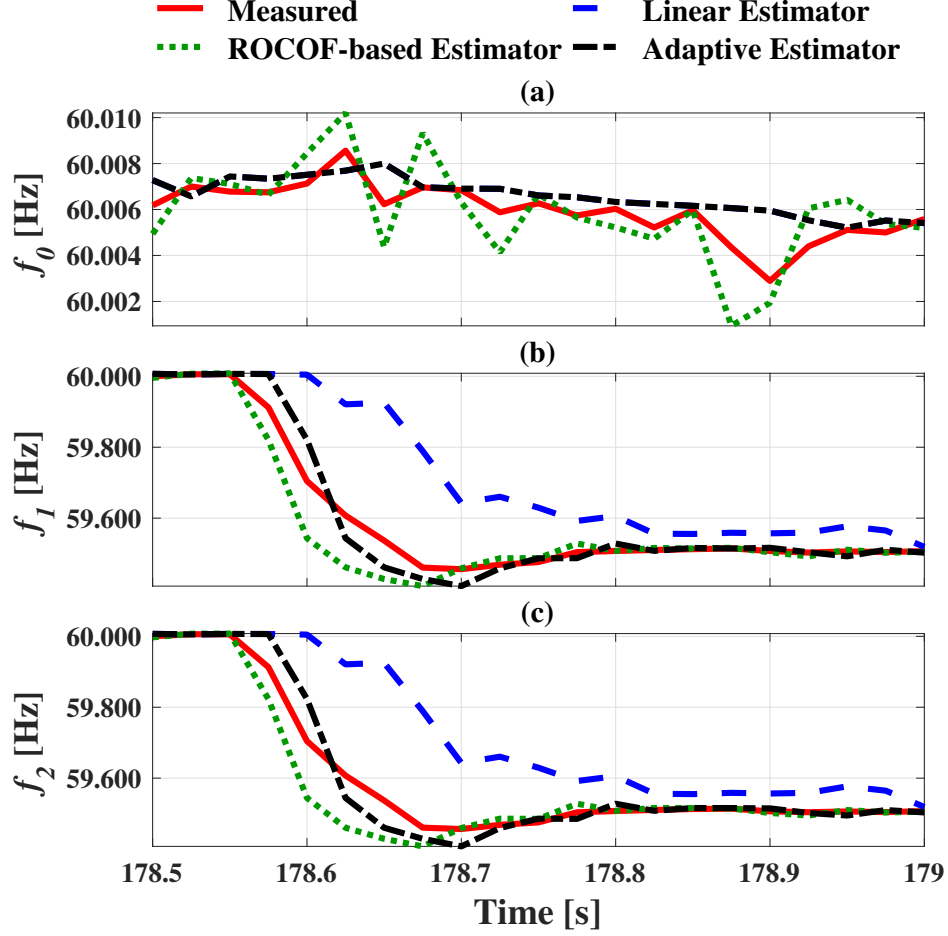 Measured
Linear Estimator
ROCOF-based Estimator
Adaptive Estimator
(a)
60.010
60.008
60.006
60.004
60.002
f0 [Hz]
(b)
60.000
59.800
59.600
f1 [Hz]
(c)
60.000
59.800
59.600
f2 [Hz]
178.5
178.6
178.7
178.8
178.9
179
Time [s]